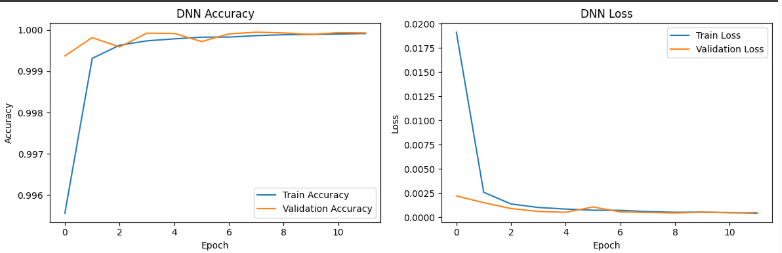 DNN Accuracy
1.000
0.999
0.998
0.997
0.996
Accuracy
0 2 4 6 8 10
Epoch
Train Accuracy
Validation Accuracy
DNN Loss
0.0200
0.0175
0.0150
0.0125
0.0100
0.0075
0.0050
0.0025
0.0000
Loss
0 2 4 6 8 10
Epoch
Train Loss
Validation Loss